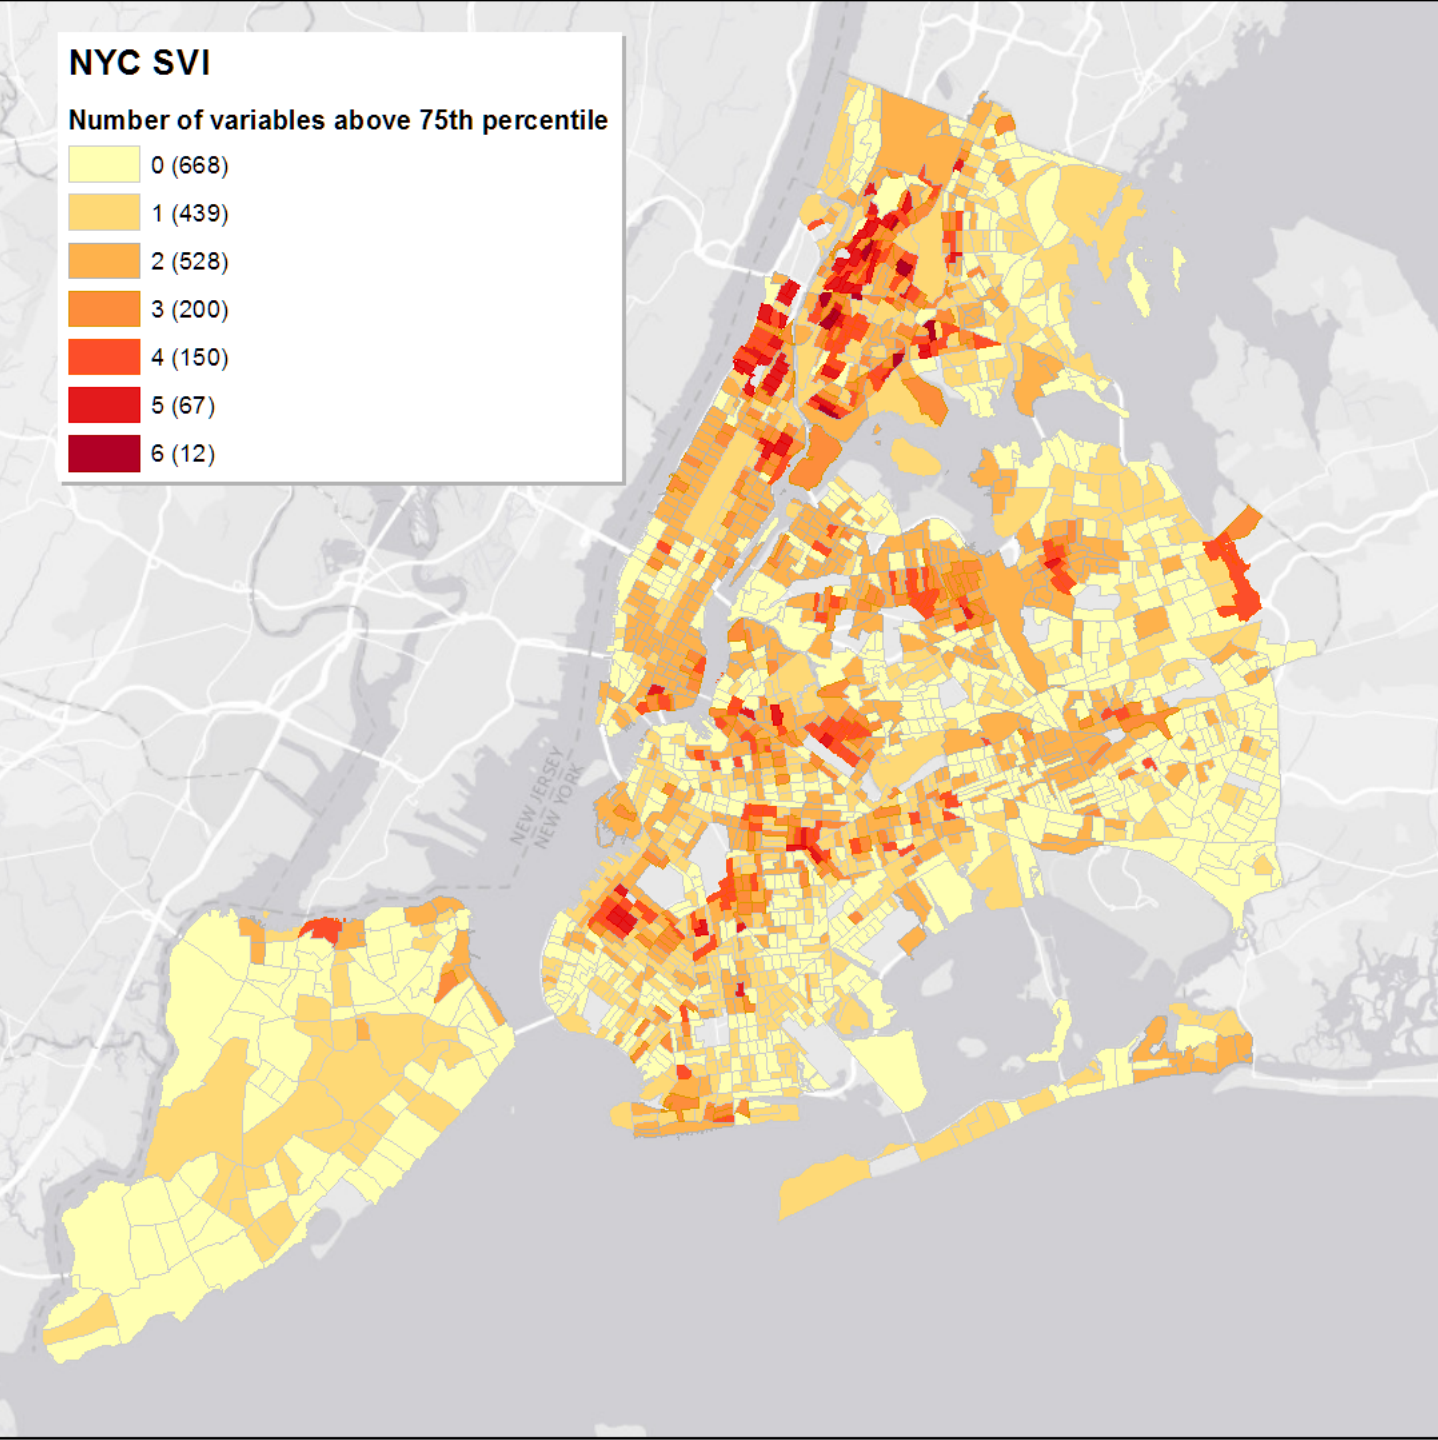 NYC SVI
Number of variables above 75th percentile
0 (668)
1 (439)
2 (528)
3 (200)
4 (150)
5 (67)
6 (12)
NEW JERSEY
NEW YORK